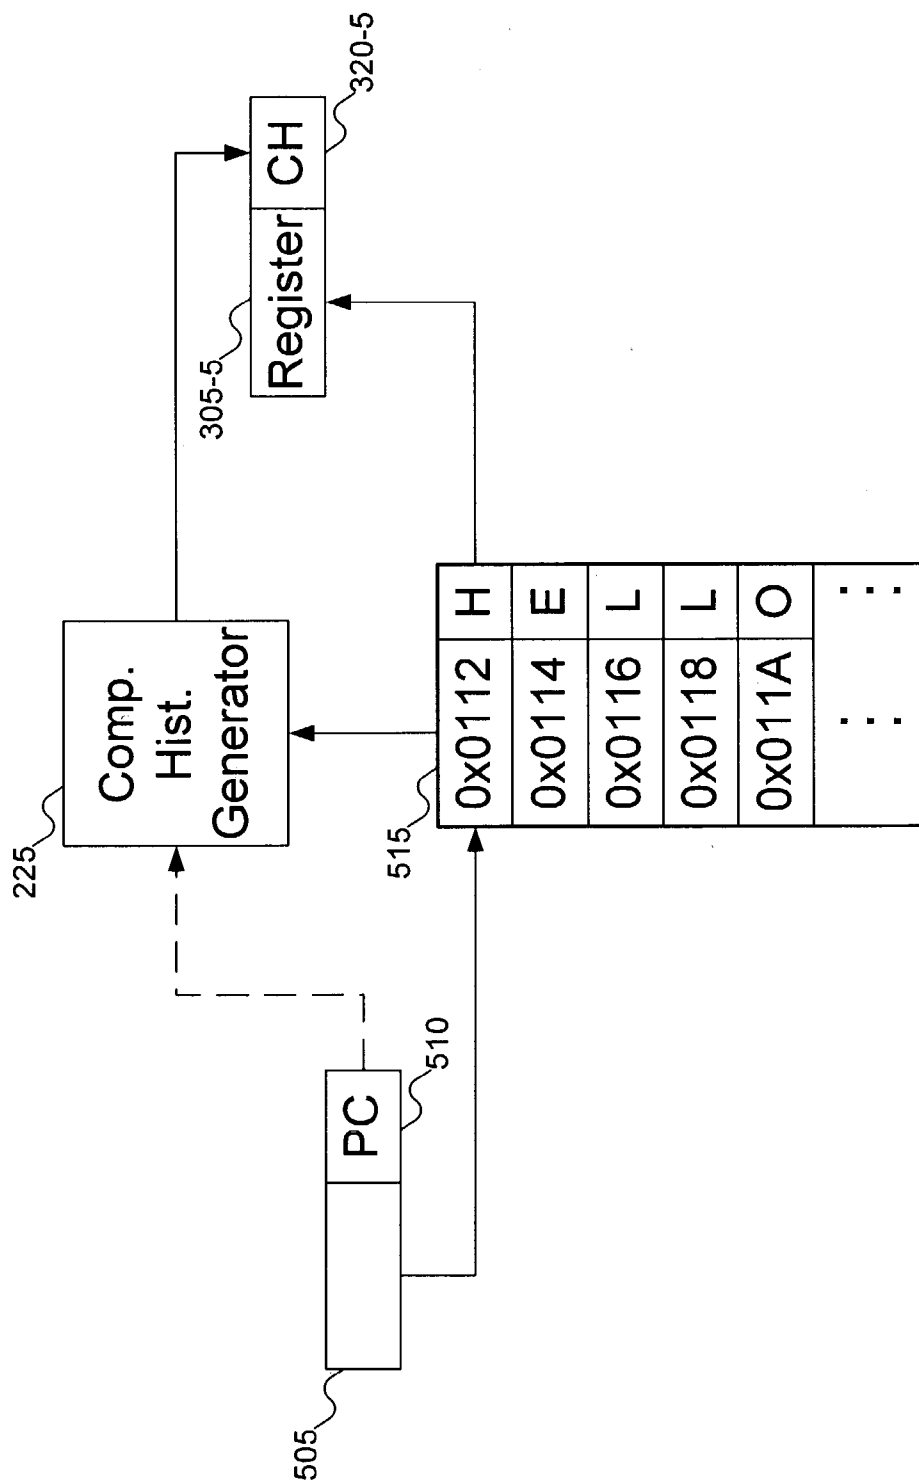 225
Comp.
Hist.
Generator
305-5
Register CH
320-5
505
PC
510
515
0x0112 H
0x0114 E
0x0116 L
0x0118 L
0x011A O
... ...